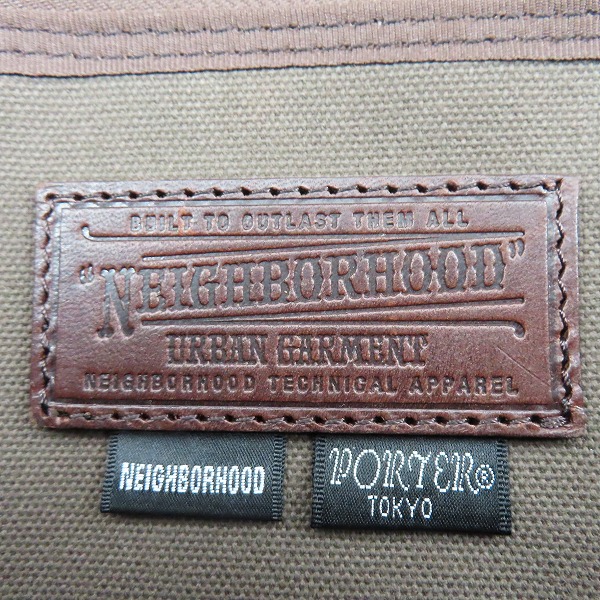 BUILT TO OUTLAST THEM ALL
"NEIGHBORHOOD"
URBAN GARMENT
NEIGHBORHOOD TECHNICAL APPAREL
NEIGHBORHOOD
PORTER®
TOKYO